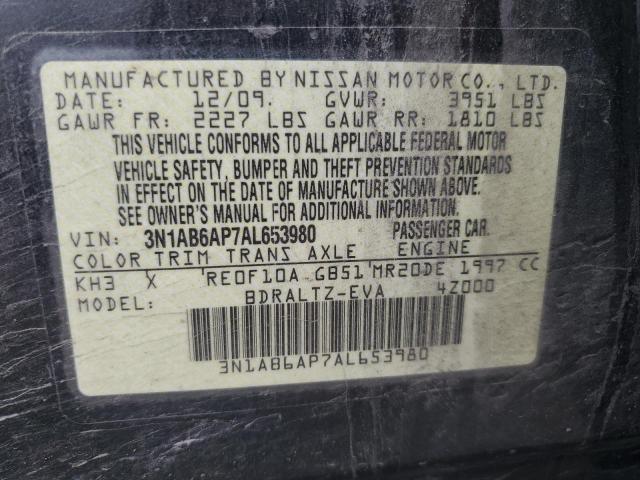 MANUFACTURED BY NISSAN MOTOR CO., LTD.
DATE: 12/09. GVWR: 3951 LBS
GAWR FR: 2227 LBS GAWR RR: 1810 LBS
THIS VEHICLE CONFORMS TO ALL APPLICABLE FEDERAL MOTOR
VEHICLE SAFETY, BUMPER AND THEFT PREVENTION STANDARDS
IN EFFECT ON THE DATE OF MANUFACTURE SHOWN ABOVE.
SEE OWNER'S MANUAL FOR ADDITIONAL INFORMATION.
VIN: 3N1AB6AP7AL653980 PASSENGER CAR.
COLOR TRIM TRANS AXLE ENGINE
KH3 X RE0F10A GB51 MR20DE 1997 CC
MODEL: BDRALTZ-EVA 4Z000
3N1AB6AP7AL653980